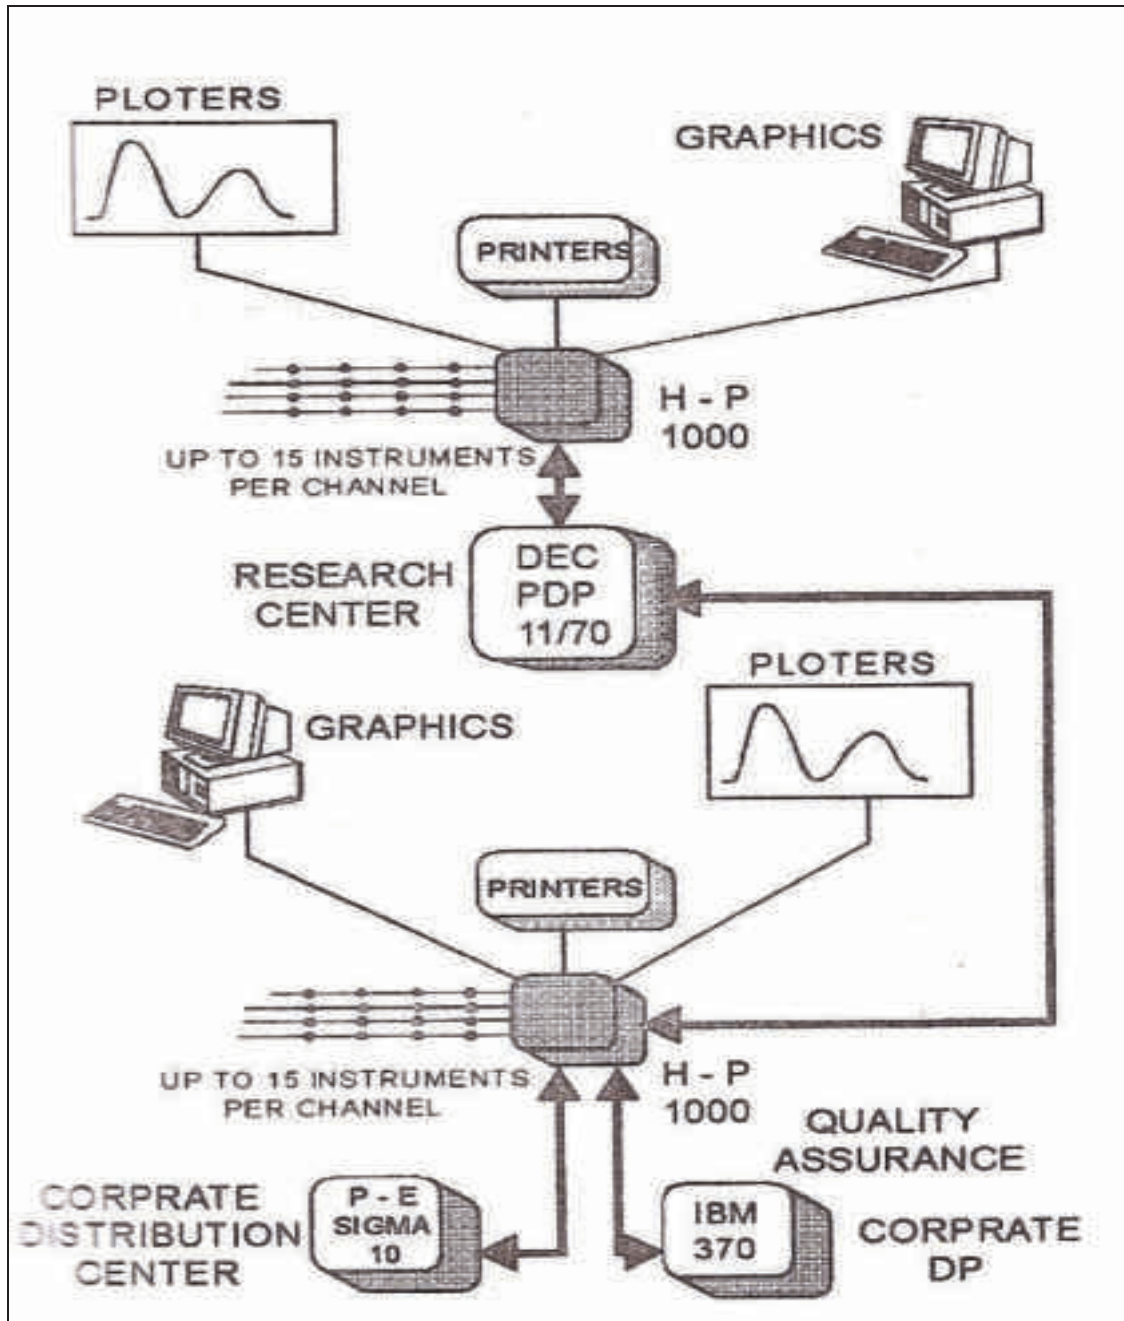 PLOTERS
GRAPHICS
PRINTERS
H - P
1000
UP TO 15 INSTRUMENTS
PER CHANNEL
DEC
PDP
11/70
RESEARCH
CENTER
PLOTERS
GRAPHICS
PRINTERS
UP TO 15 INSTRUMENTS
PER CHANNEL
H - P
1000
QUALITY
ASSURANCE
CORPRATE
DISTRIBUTION
CENTER
P - E
SIGMA
10
IBM
370
CORPRATE
DP